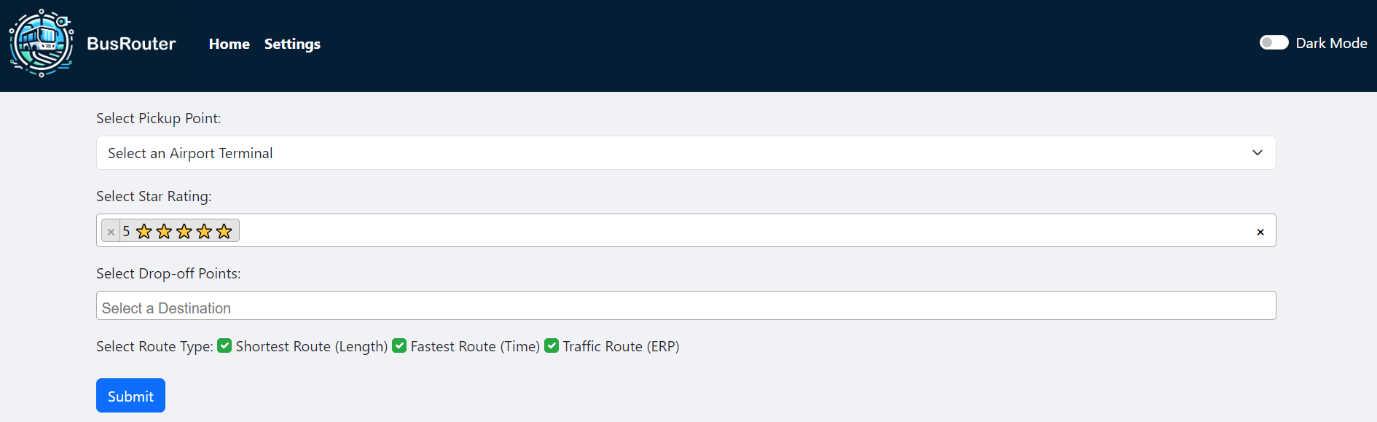 BusRouter Home Settings Dark Mode
Select Pickup Point:
Select an Airport Terminal
Select Star Rating:
× 5 ⭐⭐⭐⭐⭐ ×
Select Drop-off Points:
Select a Destination
Select Route Type: Shortest Route (Length) Fastest Route (Time) Traffic Route (ERP)
Submit